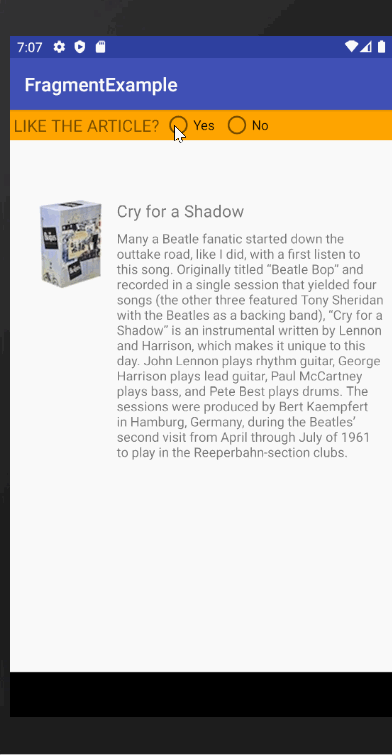 7:07
FragmentExample
LIKE THE ARTICLE? Yes No
Cry for a Shadow
Many a Beatle fanatic started down the
outtake road, like I did, with a first listen to
this song. Originally titled "Beatle Bop" and
recorded in a single session that yielded four
songs (the other three featured Tony Sheridan
with the Beatles as a backing band), "Cry for a
Shadow" is an instrumental written by Lennon
and Harrison, which makes it unique to this
day. John Lennon plays rhythm guitar, George
Harrison plays lead guitar, Paul McCartney
plays bass, and Pete Best plays drums. The
sessions were produced by Bert Kaempfert
in Hamburg, Germany, during the Beatles'
second visit from April through July of 1961
to play in the Reeperbahn-section clubs.